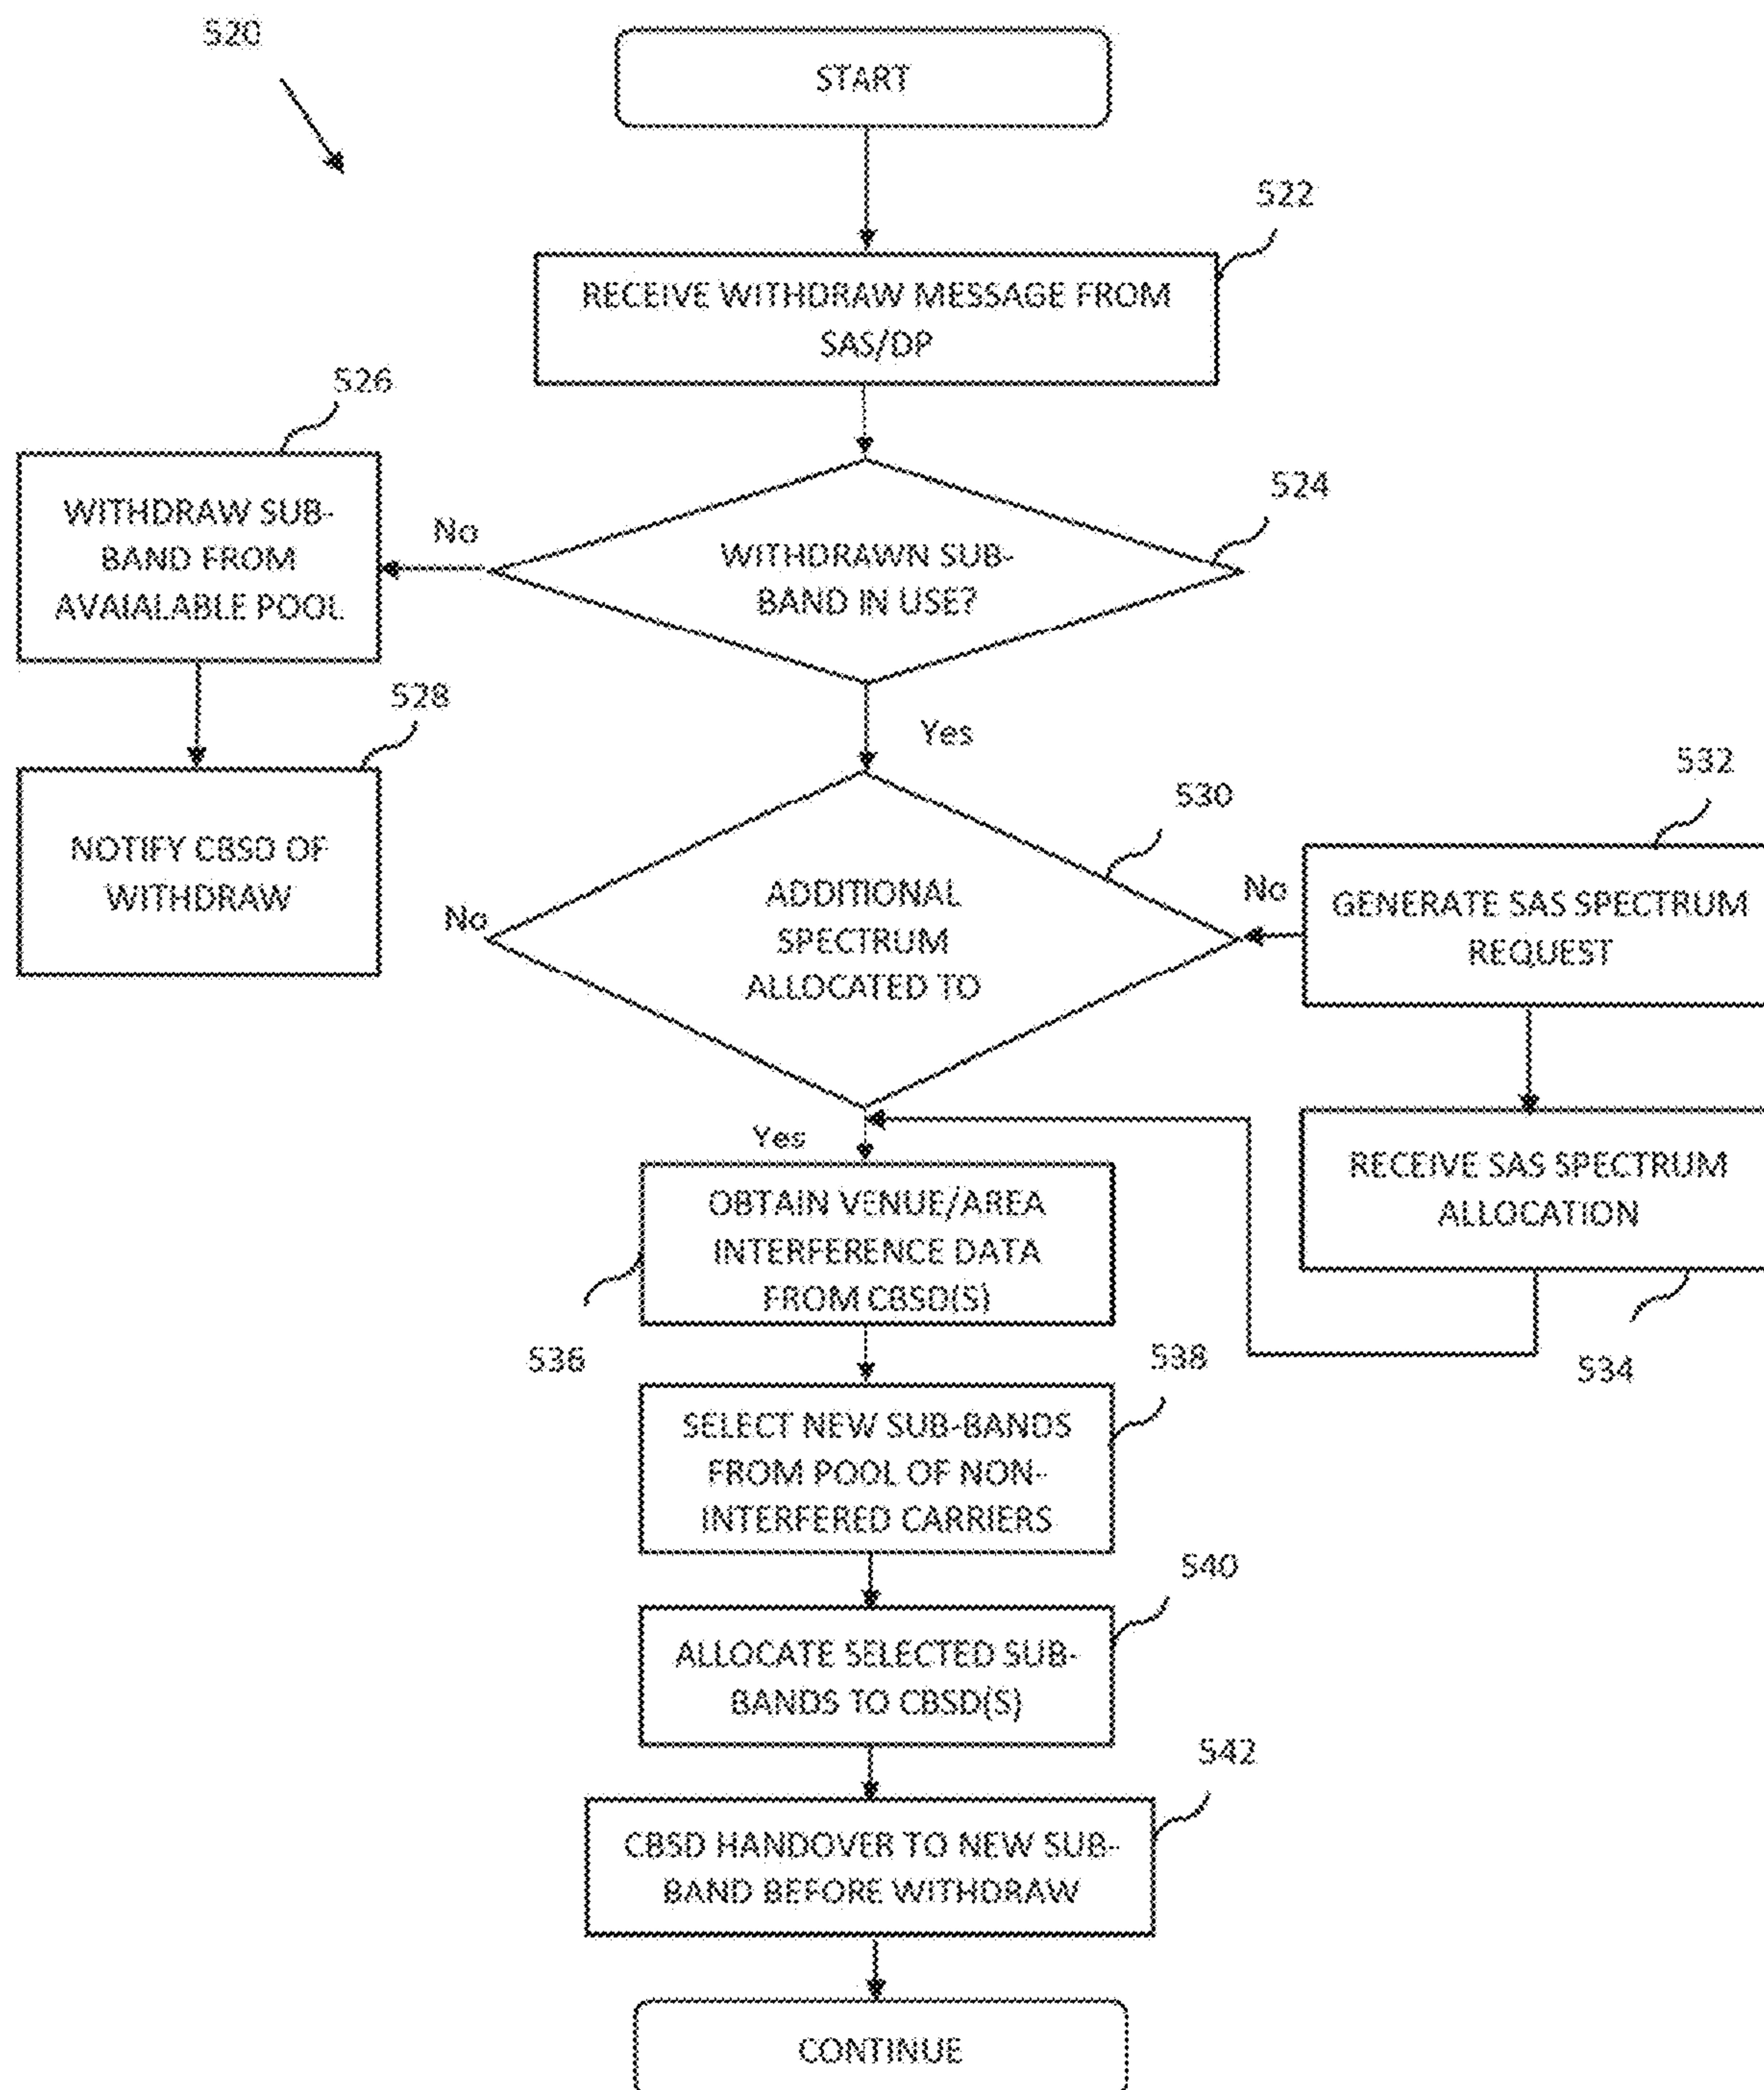 520
START
522
RECEIVE WITHDRAW MESSAGE FROM
SAS/DP
526
WITHDRAW SUB-
BAND FROM
AVAIALABLE POOL
No
524
WITHDRAWN SUB-
BAND IN USE?
528
NOTIFY CBSD OF
WITHDRAW
Yes
530
532
No
ADDITIONAL
SPECTRUM
ALLOCATED TO
No
GENERATE SAS SPECTRUM
REQUEST
Yes
RECEIVE SAS SPECTRUM
ALLOCATION
534
OBTAIN VENUE/AREA
INTERFERENCE DATA
FROM CBSD(S)
536
538
SELECT NEW SUB-BANDS
FROM POOL OF NON-
INTERFERED CARRIERS
540
ALLOCATE SELECTED SUB-
BANDS TO CBSD(S)
542
CBSD HANDOVER TO NEW SUB-
BAND BEFORE WITHDRAW
CONTINUE